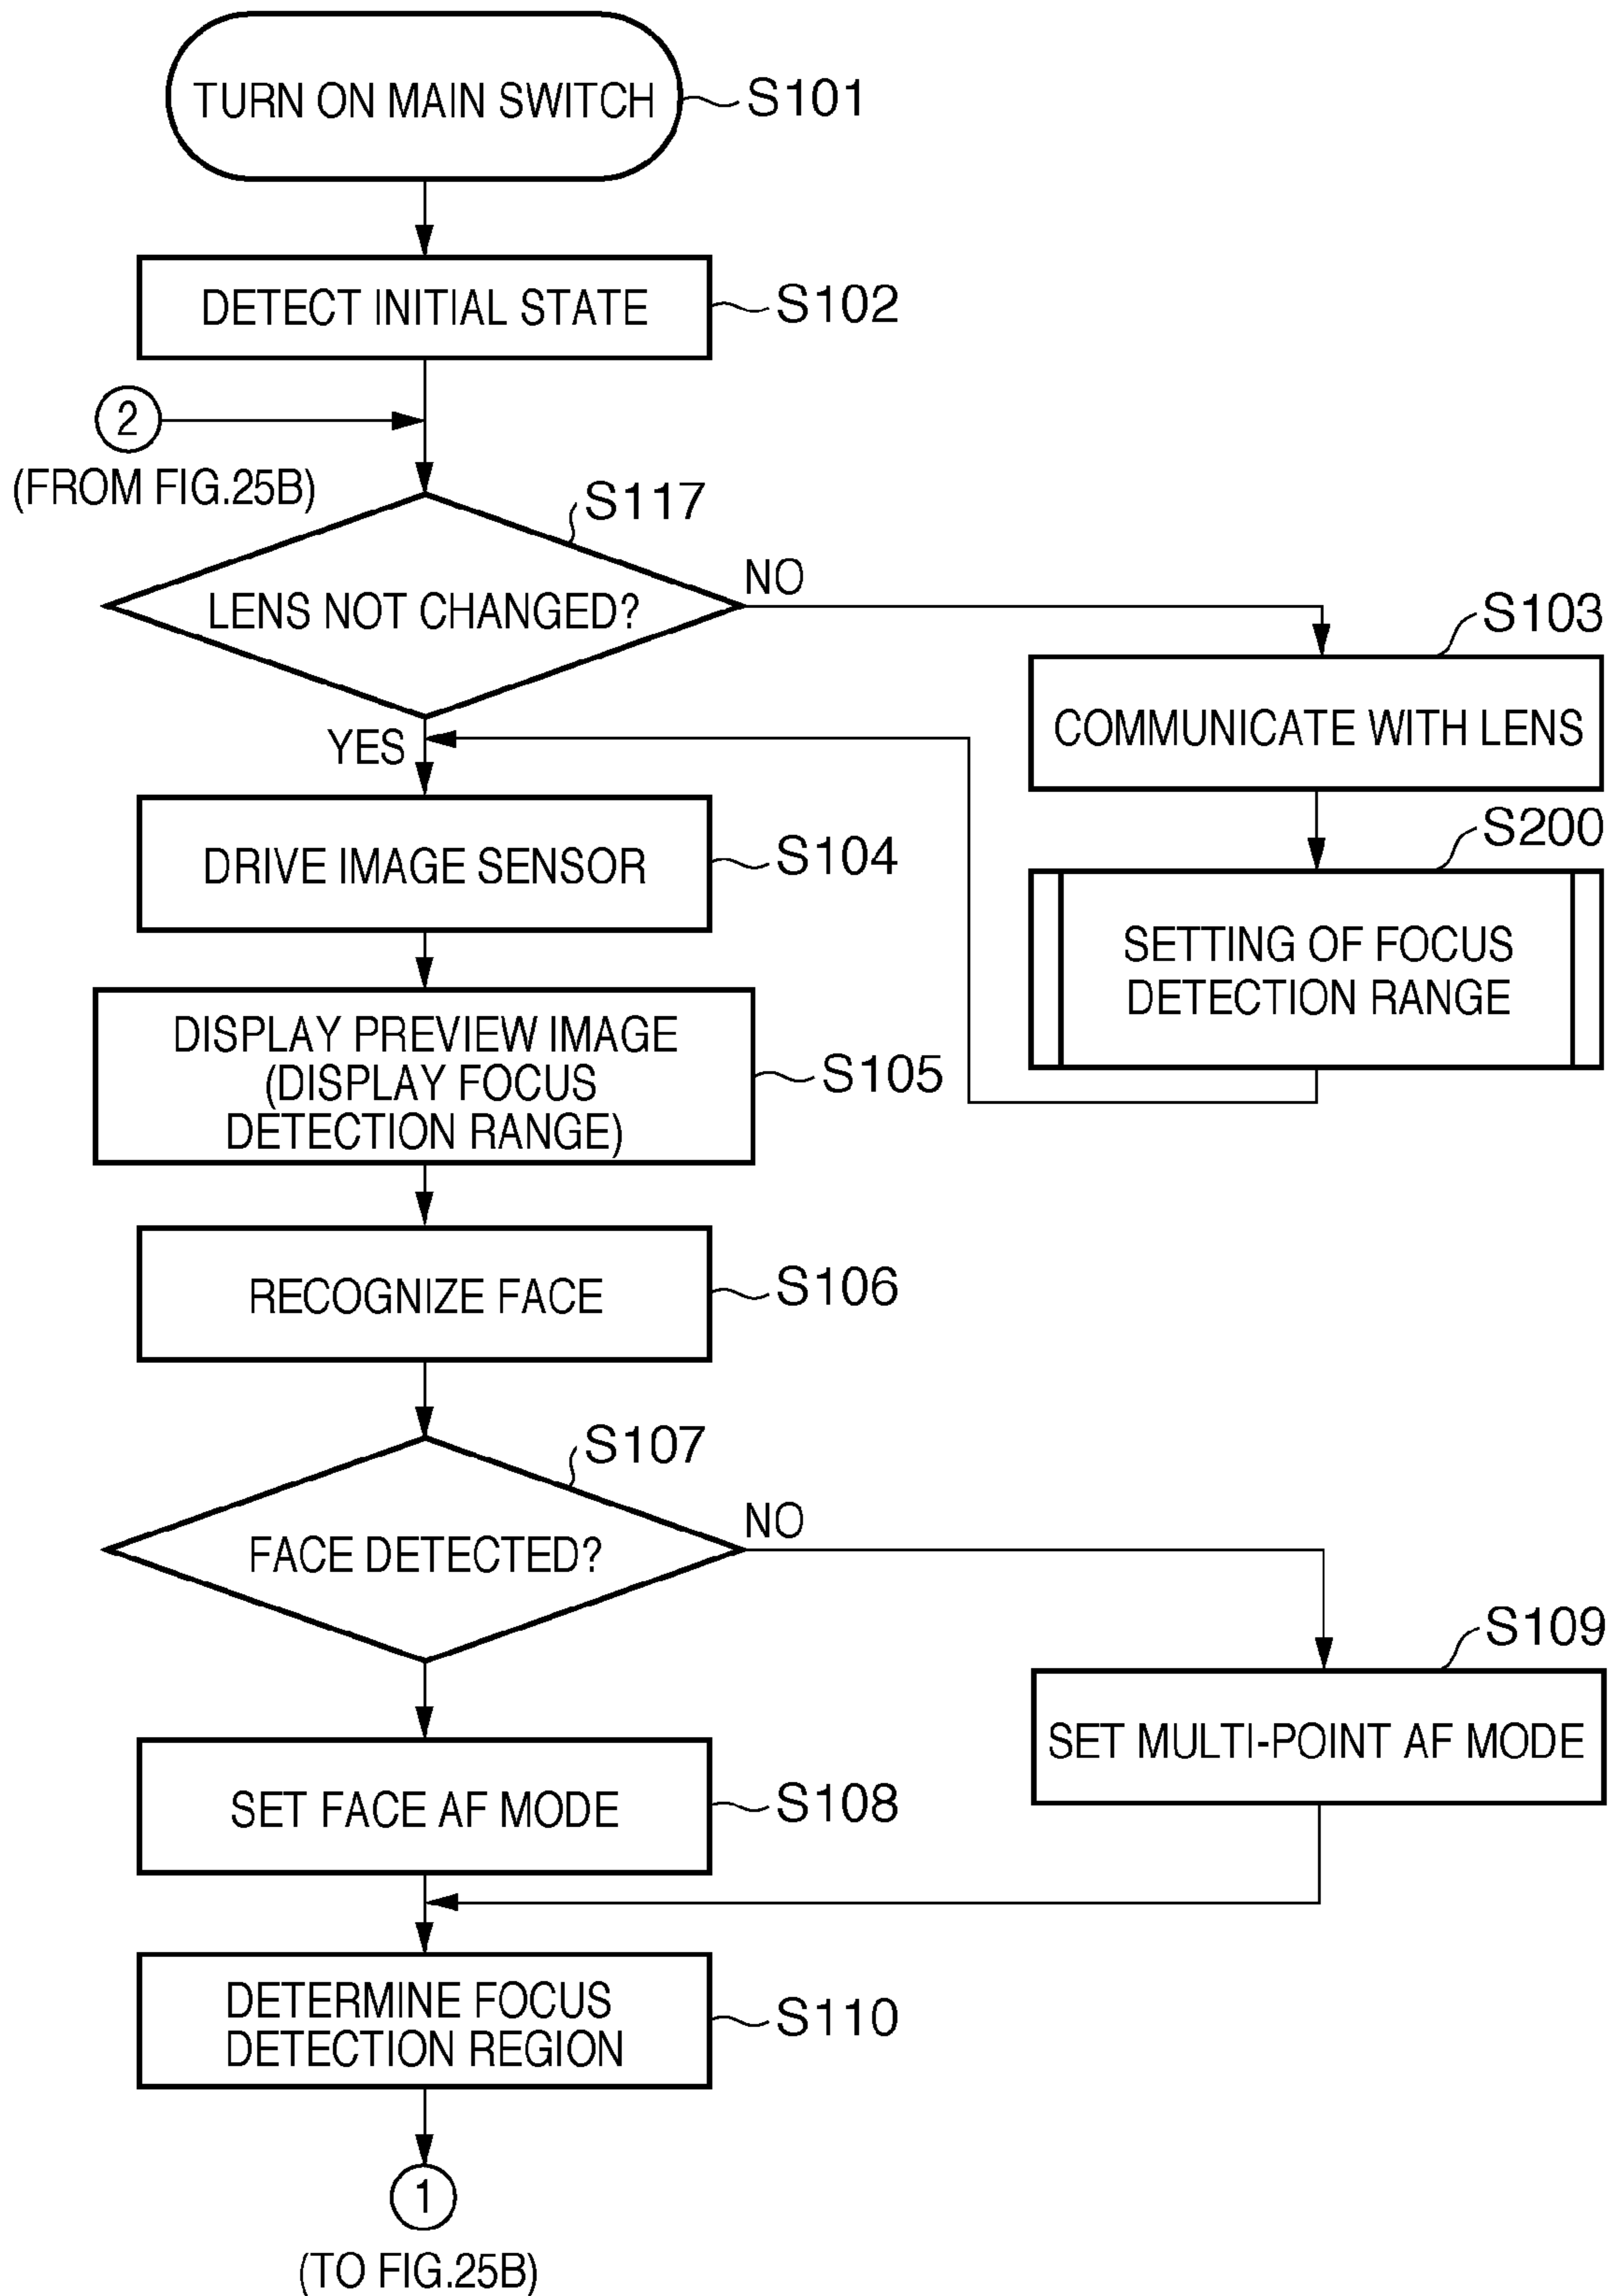 TURN ON MAIN SWITCH
S101
DETECT INITIAL STATE
S102
2
(FROM FIG.25B)
S117
LENS NOT CHANGED?
NO
YES
S103
COMMUNICATE WITH LENS
S200
SETTING OF FOCUS
DETECTION RANGE
DRIVE IMAGE SENSOR
S104
DISPLAY PREVIEW IMAGE
(DISPLAY FOCUS
DETECTION RANGE)
S105
RECOGNIZE FACE
S106
S107
FACE DETECTED?
NO
S109
SET MULTI-POINT AF MODE
SET FACE AF MODE
S108
DETERMINE FOCUS
DETECTION REGION
S110
1
(TO FIG.25B)